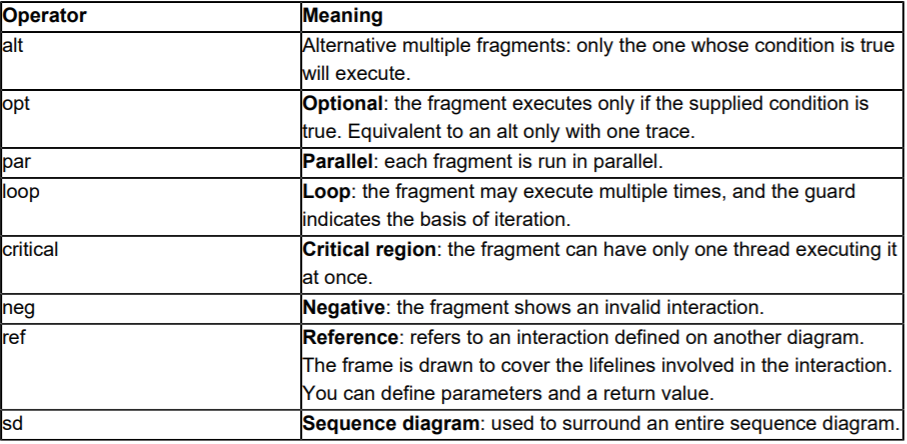 Operator Meaning
alt Alternative multiple fragments: only the one whose condition is true
will execute.
opt Optional: the fragment executes only if the supplied condition is
true. Equivalent to an alt only with one trace.
par Parallel: each fragment is run in parallel.
loop Loop: the fragment may execute multiple times, and the guard
indicates the basis of iteration.
critical Critical region: the fragment can have only one thread executing it
at once.
neg Negative: the fragment shows an invalid interaction.
ref Reference: refers to an interaction defined on another diagram.
The frame is drawn to cover the lifelines involved in the interaction.
You can define parameters and a return value.
sd Sequence diagram: used to surround an entire sequence diagram.